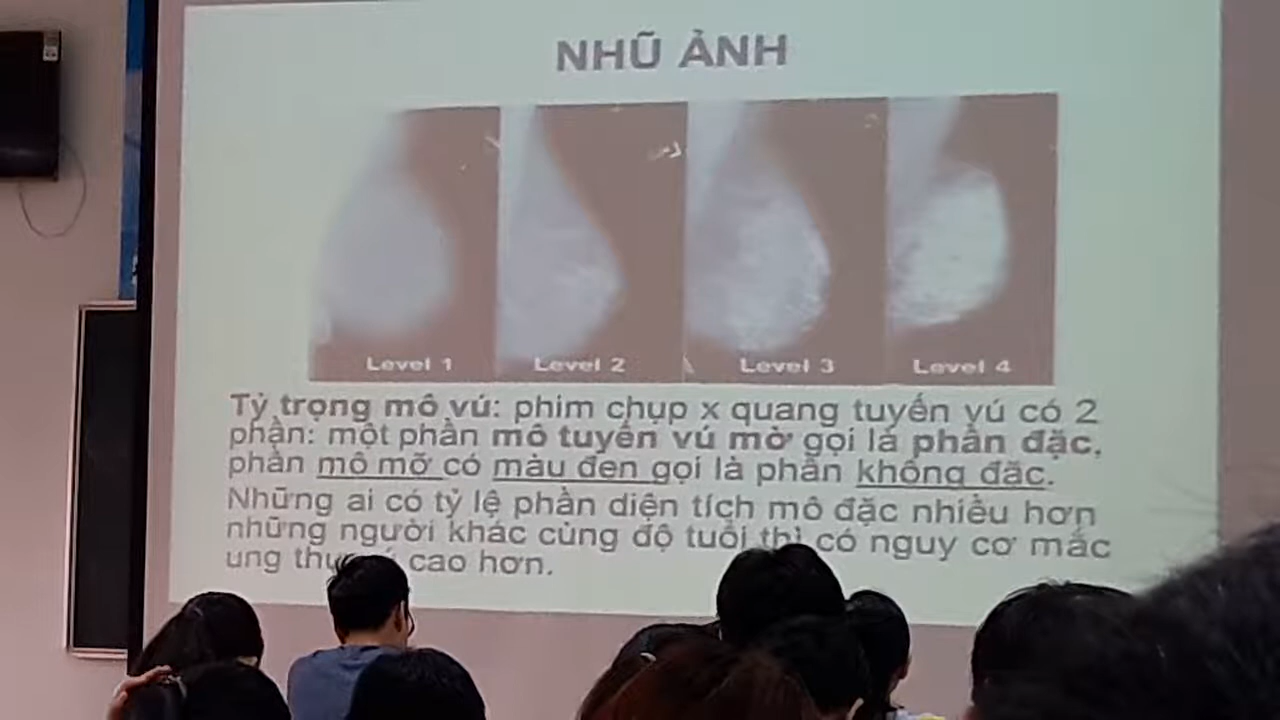 NHŨ ẢNH
Level 1 Level 2 Level 3 Level 4
Tỷ trọng mô vú: phim chụp x quang tuyến vú có 2
phần: một phần mô tuyến vú mờ gọi là phần đặc,
phần mô mỡ có màu đen gọi là phần không đặc.
Những ai có tỷ lệ phần diện tích mô đặc nhiều hơn
những người khác cùng độ tuổi thì có nguy cơ mắc
ung cao hơn.